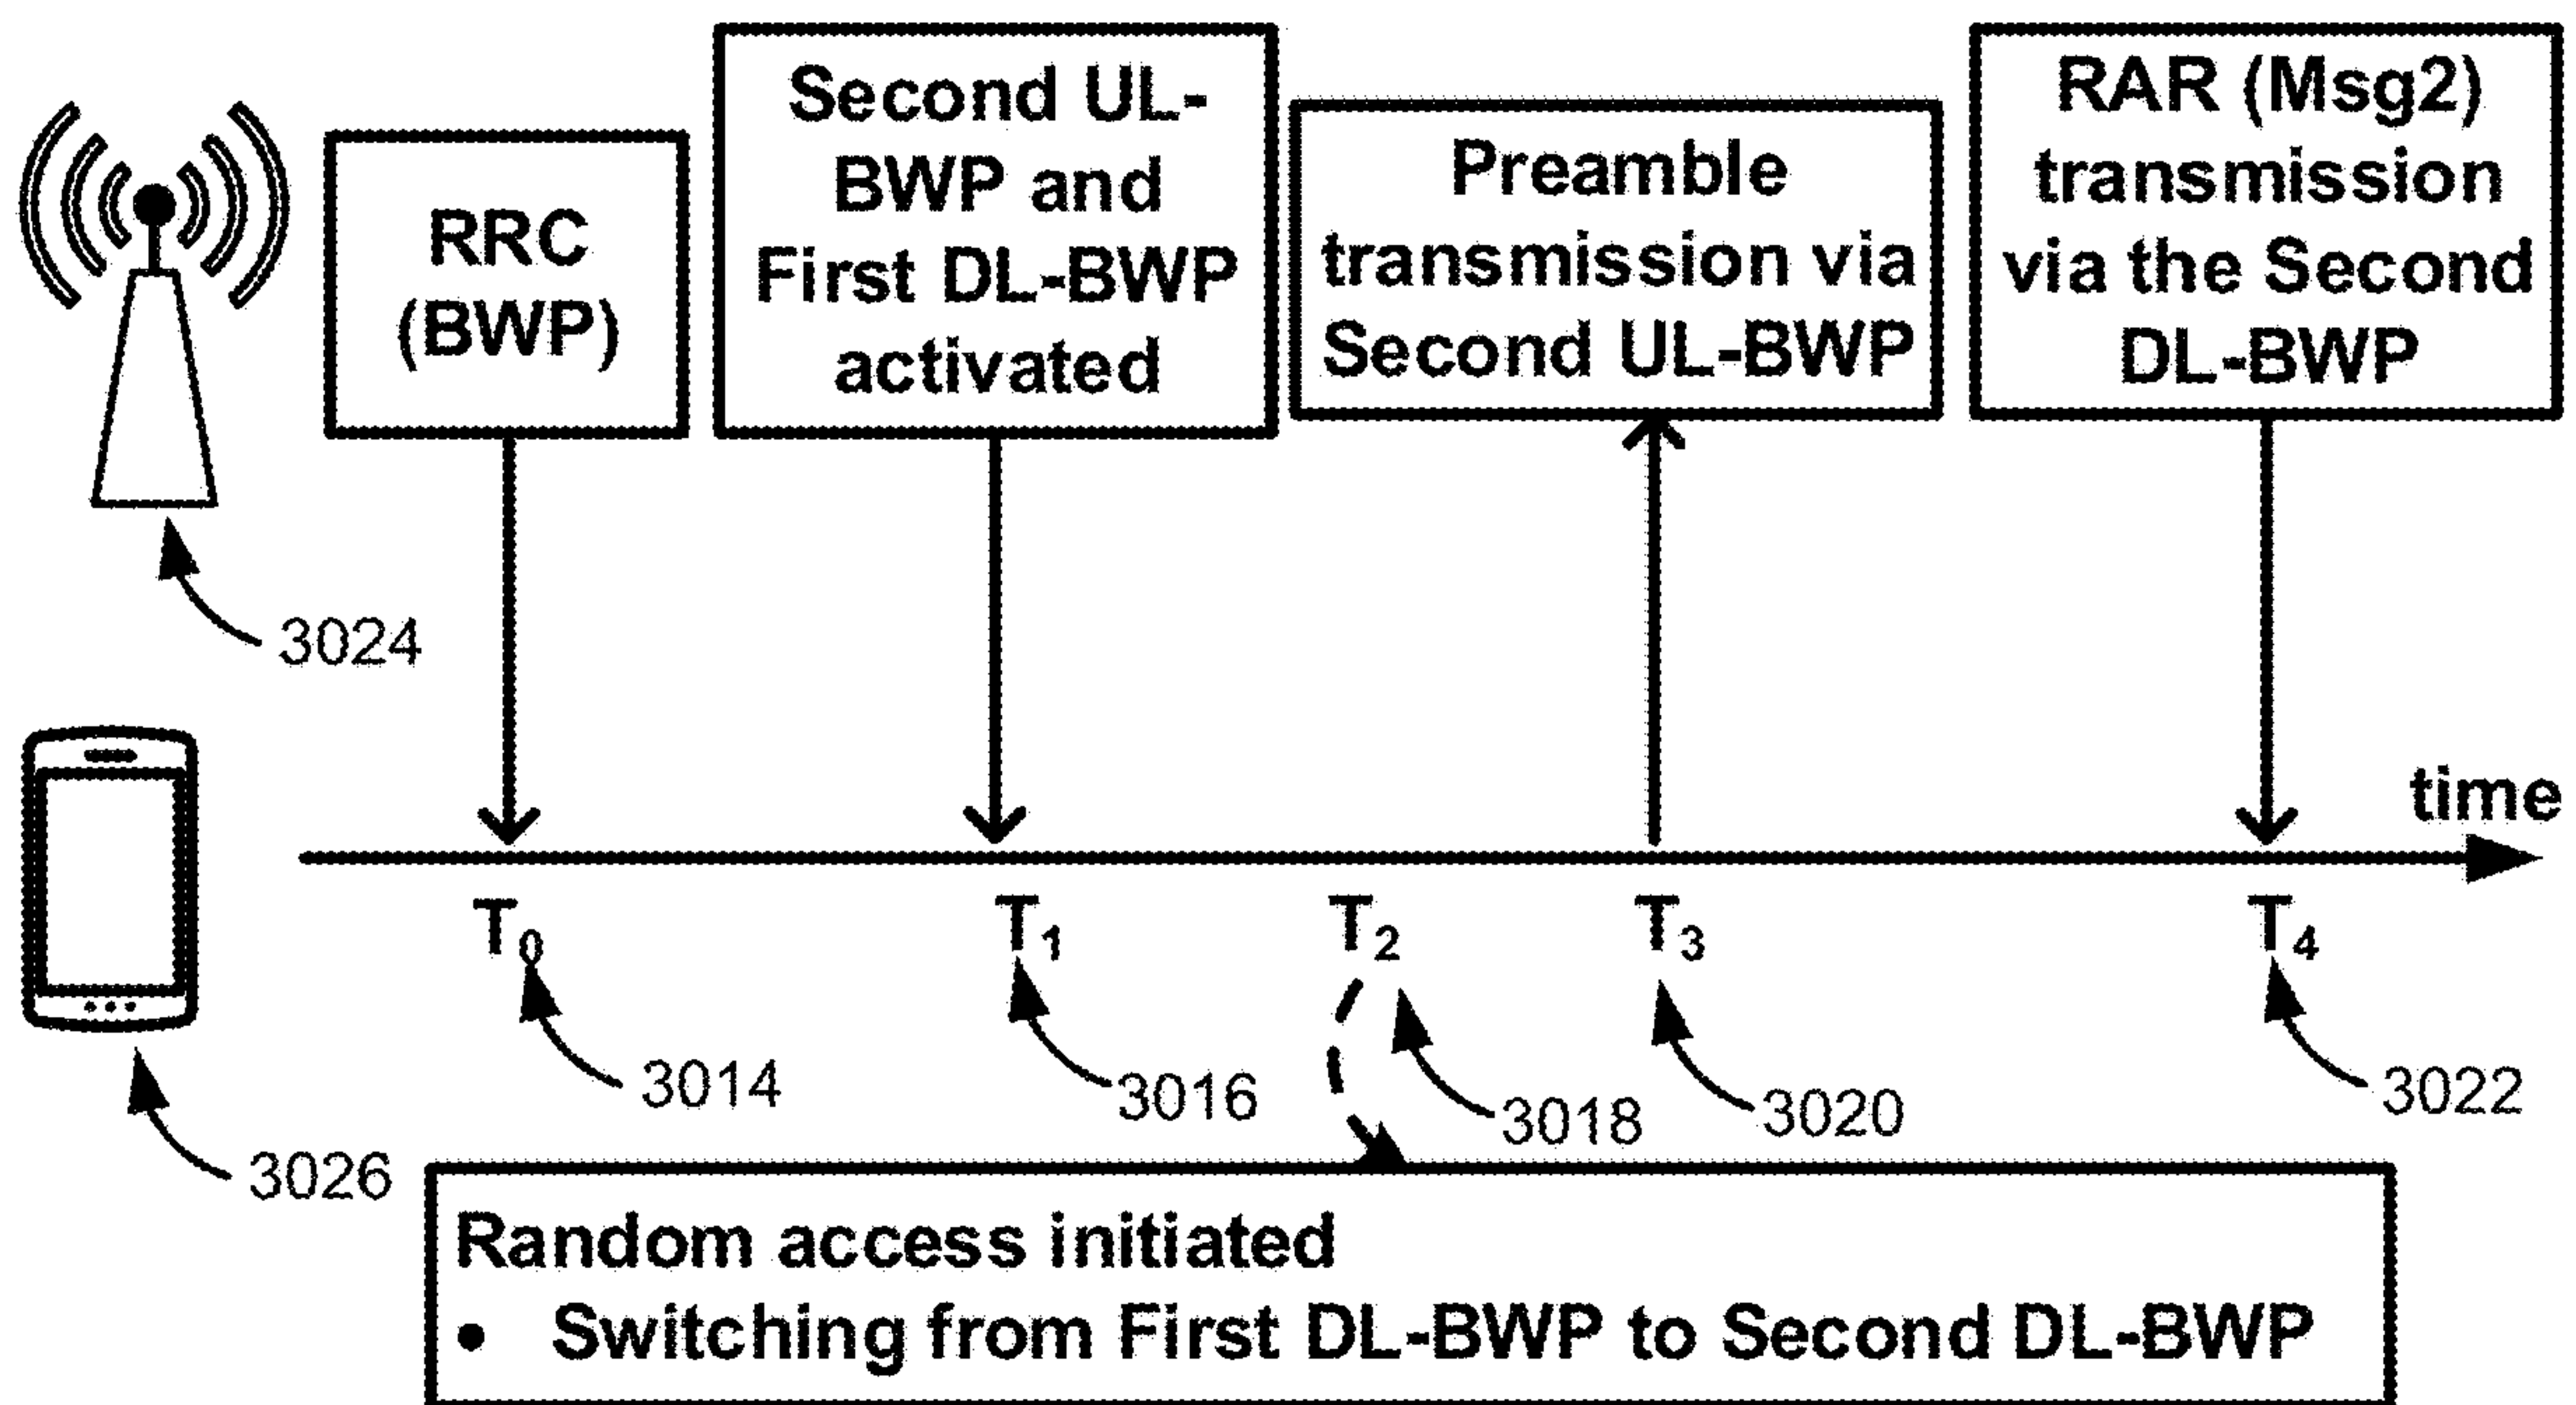 RRC
(BWP)
Second UL-
BWP and
First DL-BWP
activated
Preamble
transmission via
Second UL-BWP
RAR (Msg2)
transmission
via the Second
DL-BWP
3024
time
T0
T1
T2
T3
T4
3014
3016
3018
3020
3022
3026
Random access initiated
• Switching from First DL-BWP to Second DL-BWP